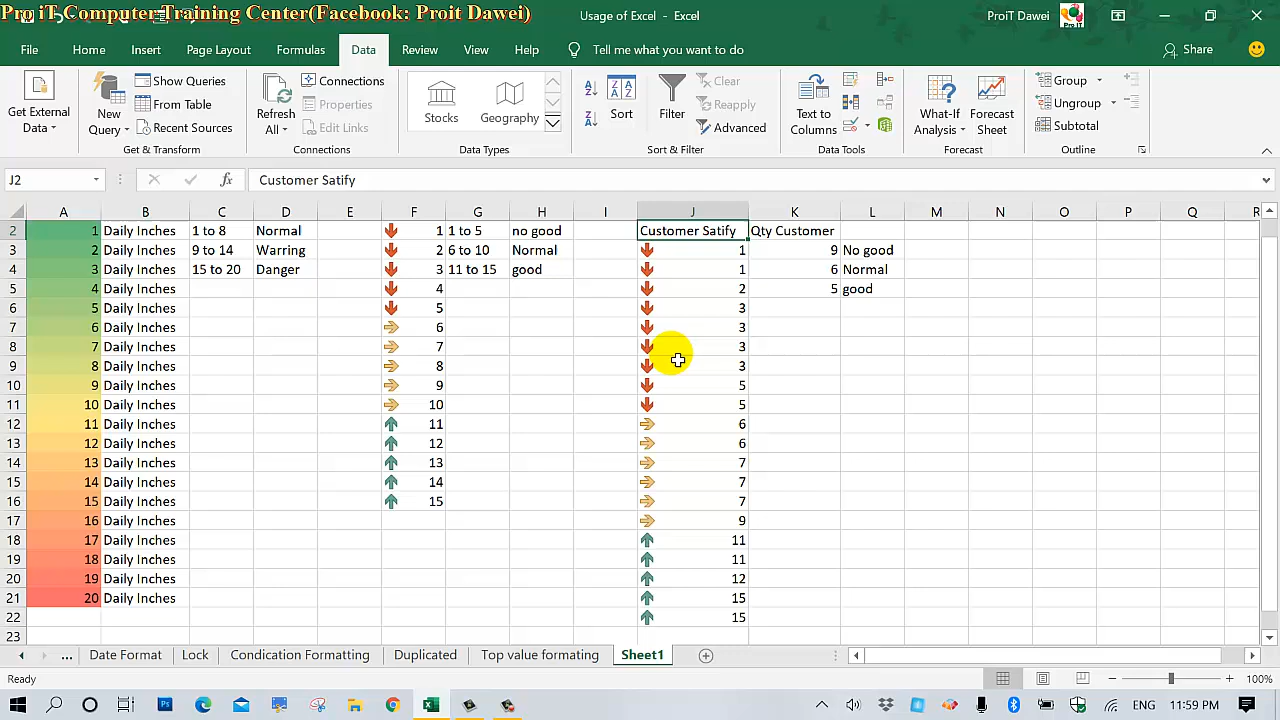 Pro iT Computer Training Center(Facebook: Proit Dawei)
Usage of Excel - Excel
ProiT Dawei
File Home Insert Page Layout Formulas Data Review View Help Tell me what you want to do Share
Get External Data
New Query
Show Queries
From Table
Recent Sources
Get & Transform
Refresh All
Connections
Properties
Edit Links
Connections
Stocks
Geography
Data Types
Sort
Filter
Clear
Reapply
Advanced
Sort & Filter
Text to Columns
Data Tools
What-If Analysis
Forecast Sheet
Forecast
Group
Ungroup
Subtotal
Outline
J2 fx Customer Satify
A B C D E F G H I J K L M N O P Q R
2 1 Daily Inches 1 to 8 Normal 1 1 to 5 no good Customer Satify Qty Customer
3 2 Daily Inches 9 to 14 Warring 2 6 to 10 Normal 1 9 No good
4 3 Daily Inches 15 to 20 Danger 3 11 to 15 good 1 6 Normal
5 4 Daily Inches 4 2 5 good
6 5 Daily Inches 5 3
7 6 Daily Inches 6 3
8 7 Daily Inches 7 3
9 8 Daily Inches 8 3
10 9 Daily Inches 9 5
11 10 Daily Inches 10 5
12 11 Daily Inches 11 6
13 12 Daily Inches 12 6
14 13 Daily Inches 13 7
15 14 Daily Inches 14 7
16 15 Daily Inches 15 7
17 16 Daily Inches 9
18 17 Daily Inches 11
19 18 Daily Inches 11
20 19 Daily Inches 12
21 20 Daily Inches 15
22 15
23
... Date Format Lock Condication Formatting Duplicated Top value formating Sheet1
Ready 100%
ENG 11:59 PM